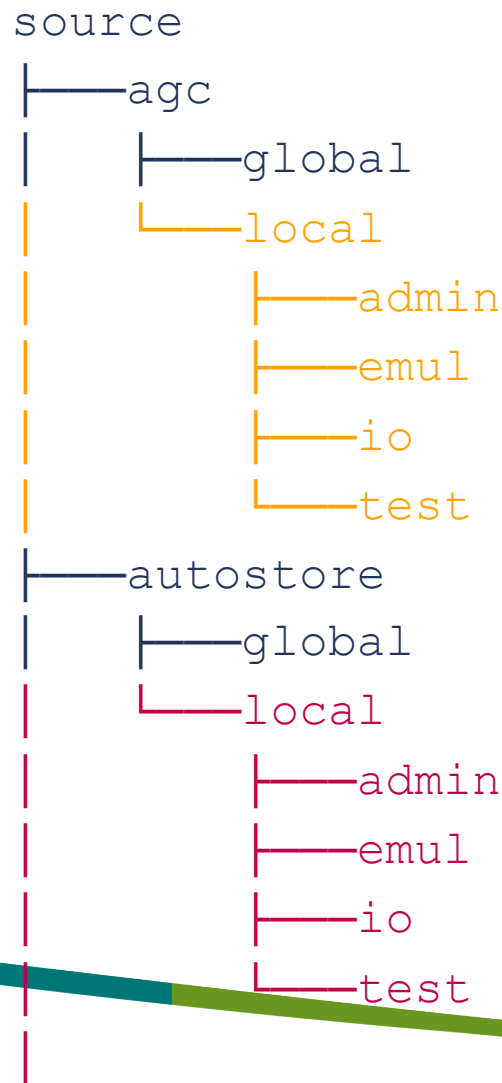 source
├───agc
│   ├───global
│   └───local
│       ├───admin
│       ├───emul
│       ├───io
│       └───test
├───autostore
│   ├───global
│   └───local
│       ├───admin
│       ├───emul
│       ├───io
│       └───test
│